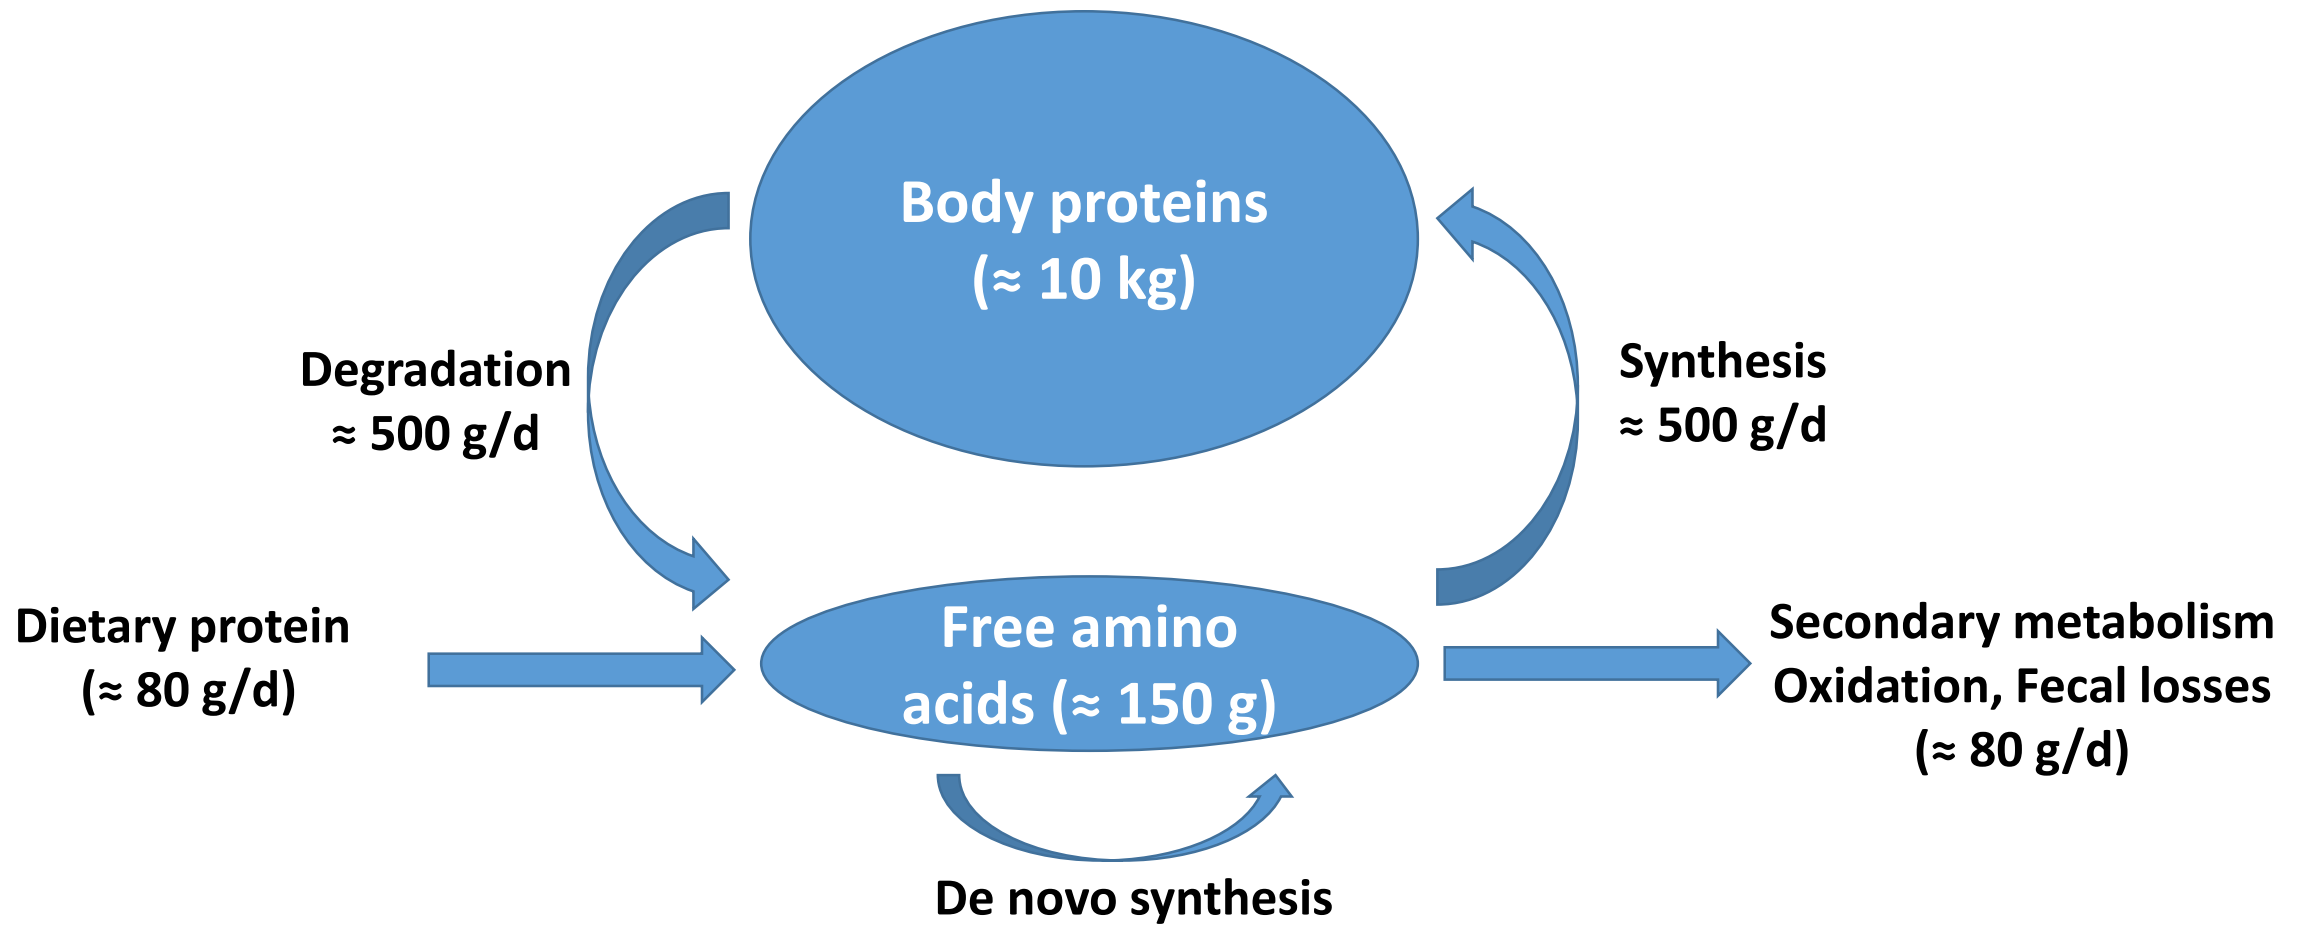 Body proteins
(≈ 10 kg)
Degradation
≈ 500 g/d
Synthesis
≈ 500 g/d
Dietary protein
(≈ 80 g/d)
Free amino
acids (≈ 150 g)
Secondary metabolism
Oxidation, Fecal losses
(≈ 80 g/d)
De novo synthesis